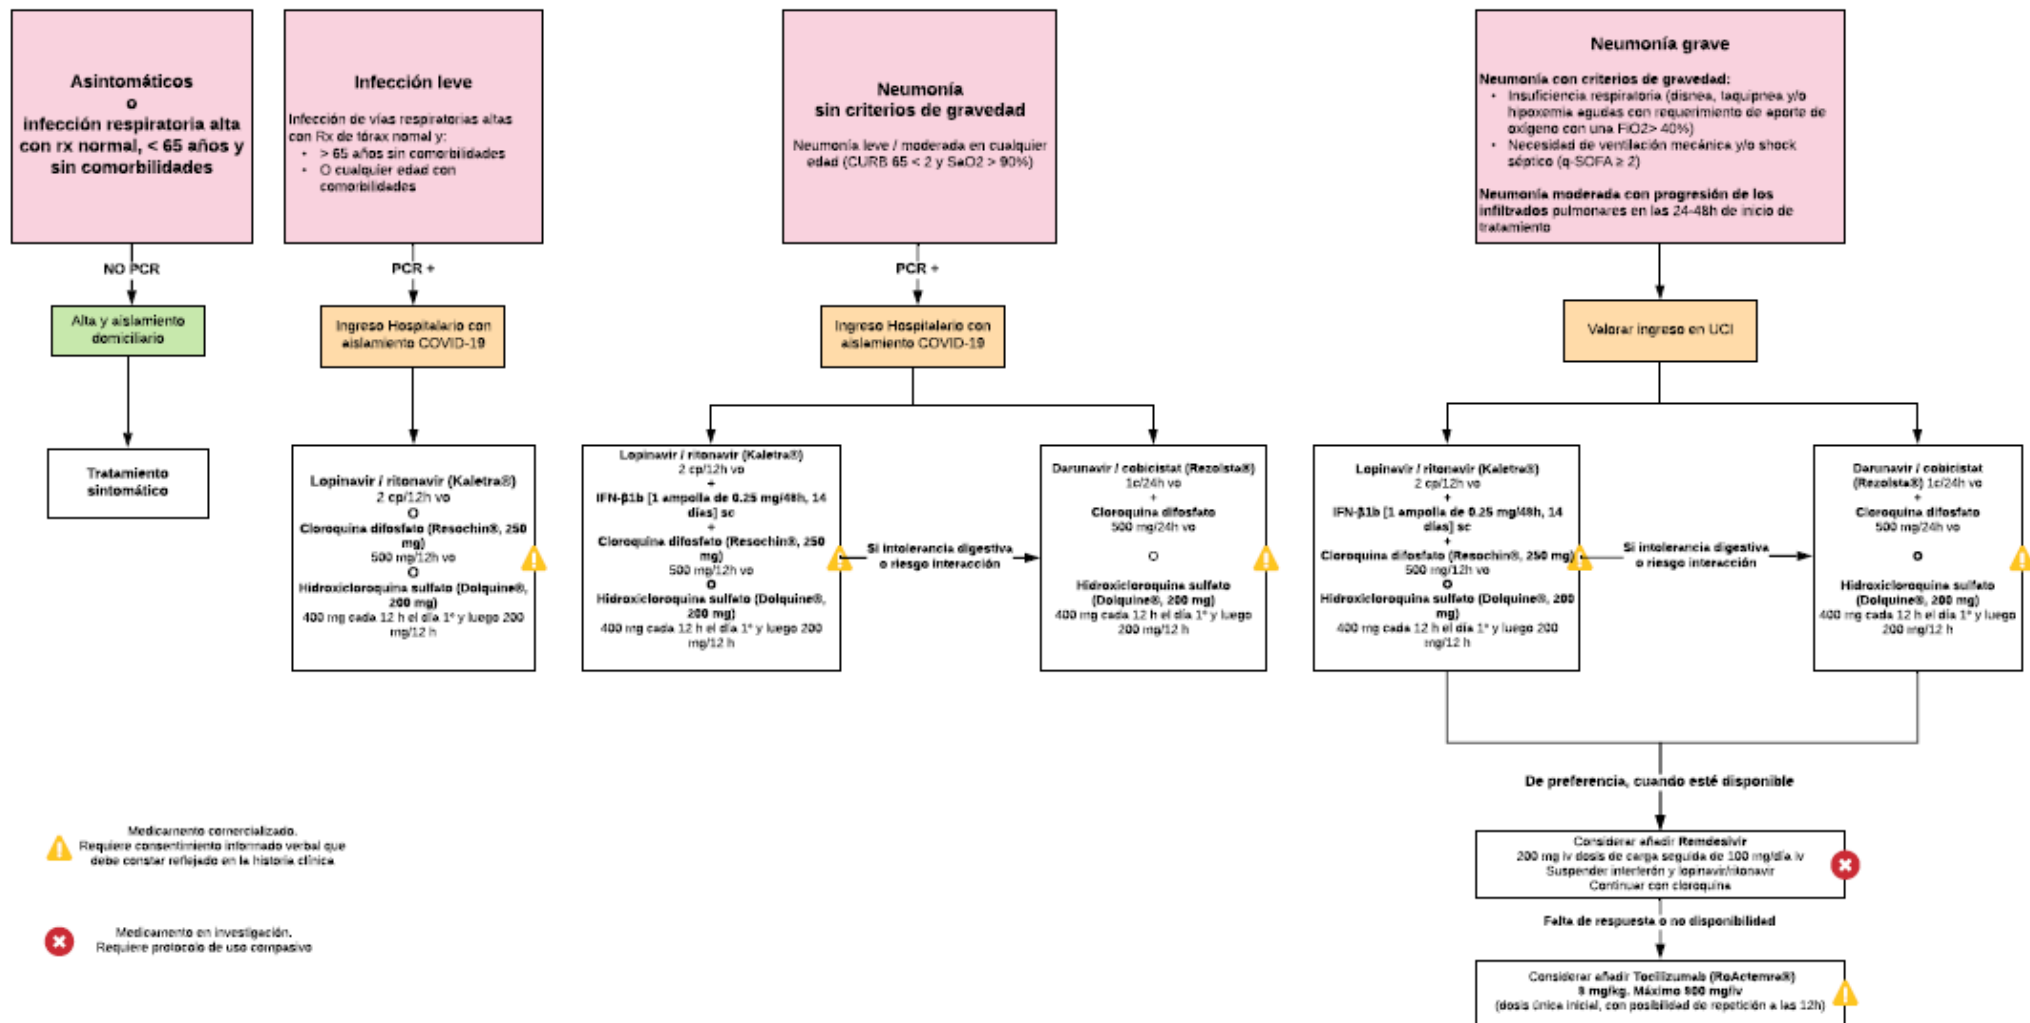 Asintomáticos
o
infección respiratoria alta
con rx normal, < 65 años y
sin comorbilidades
NO PCR
Alta y aislamiento
domiciliario
Tratamiento
sintomático
Infección leve
Infección de vías respiratorias altas
con Rx de tórax nomal y:
• > 65 años sin comorbilidades
• O cualquier edad con
comorbilidades
PCR +
Ingreso Hospitalario con
aislamiento COVID-19
Lopinavir / ritonavir (Kaletra®)
2 cp/12h vo
O
Cloroquina difosfato (Resochin®, 250
mg)
500 mg/12h vo
O
Hidroxicloroquina sulfato (Dolquine®,
200 mg)
400 mg cada 12 h el día 1º y luego 200
mg/12 h
Neumonía
sin criterios de gravedad
Neumonía leve / moderada en cualquier
edad (CURB 65 < 2 y SaO2 > 90%)
PCR +
Ingreso Hospitalario con
aislamiento COVID-19
Lopinavir / ritonavir (Kaletra®)
2 cp/12h vo
+
IFN-β1b [1 ampolla de 0.25 mg/48h, 14
días] sc
+
Cloroquina difosfato (Resochin®, 250
mg)
500 mg/12h vo
O
Hidroxicloroquina sulfato (Dolquine®,
200 mg)
400 mg cada 12 h el día 1º y luego 200
mg/12 h
Si intolerancia digestiva
o riesgo interacción
Darunavir / cobicistat (Rezolsta®)
1c/24h vo
+
Cloroquina difosfato
500 mg/24h vo
O
Hidroxicloroquina sulfato
(Dolquine®, 200 mg)
400 mg cada 12 h el día 1º y luego
200 mg/12 h
Neumonía grave
Neumonía con criterios de gravedad:
• Insuficiencia respiratoria (disnea, taquipnea y/o
hipoxemia agudas con requerimiento de aporte de
oxígeno con una FiO2> 40%)
• Necesidad de ventilación mecánica y/o shock
séptico (q-SOFA ≥ 2)
Neumonía moderada con progresión de los
infiltrados pulmonares en las 24-48h de inicio de
tratamiento
Valorar ingreso en UCI
Lopinavir / ritonavir (Kaletra®)
2 cp/12h vo
+
IFN-β1b [1 ampolla de 0.25 mg/48h, 14
días] sc
+
Cloroquina difosfato (Resochin®, 250 mg)
500 mg/12h vo
O
Hidroxicloroquina sulfato (Dolquine®, 200
mg)
400 mg cada 12 h el día 1º y luego 200
mg/12 h
Si intolerancia digestiva
o riesgo interacción
Darunavir / cobicistat
(Rezolsta®) 1c/24h vo
+
Cloroquina difosfato
500 mg/24h vo
o
Hidroxicloroquina sulfato
(Dolquine®, 200 mg)
400 mg cada 12 h el día 1º y luego
200 mg/12 h
De preferencia, cuando esté disponible
Considerar añadir Remdesivir
200 mg iv dosis de carga seguida de 100 mg/día iv
Suspender interferón y lopinavir/ritonavir
Continuar con cloroquina
Falta de respuesta o no disponibilidad
Considerar añadir Tocilizumab (RoActemra®)
8 mg/kg. Máximo 800 mg/iv
(dosis única inicial, con posibilidad de repetición a las 12h)
Medicamento comercializado.
Requiere consentimiento informado verbal que
debe constar reflejado en la historia clínica
Medicamento en investigación.
Requiere protocolo de uso compasivo